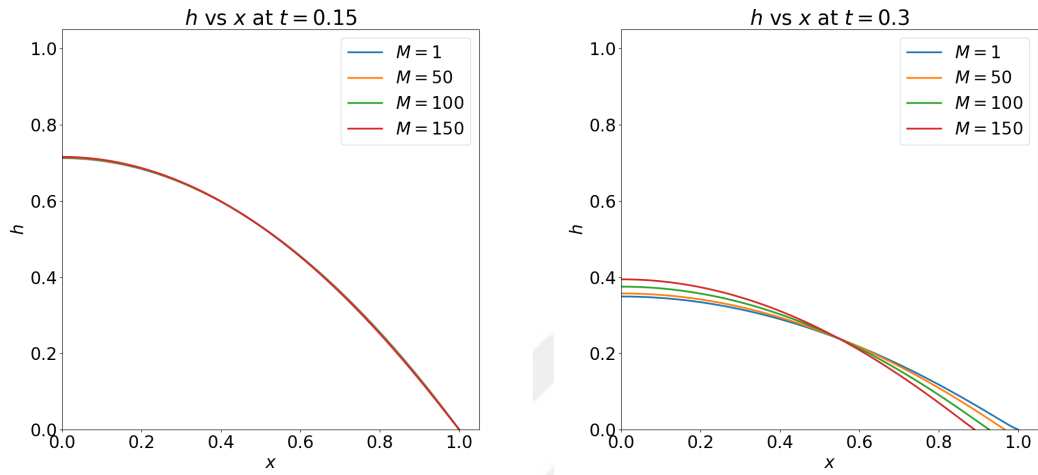 h vs x at t = 0.15
1.0
0.8
0.6
0.4
0.2
0.0
h
M = 1
M = 50
M = 100
M = 150
0.0 0.2 0.4 0.6 0.8 1.0
x
h vs x at t = 0.3
1.0
0.8
0.6
0.4
0.2
0.0
h
M = 1
M = 50
M = 100
M = 150
0.0 0.2 0.4 0.6 0.8 1.0
x